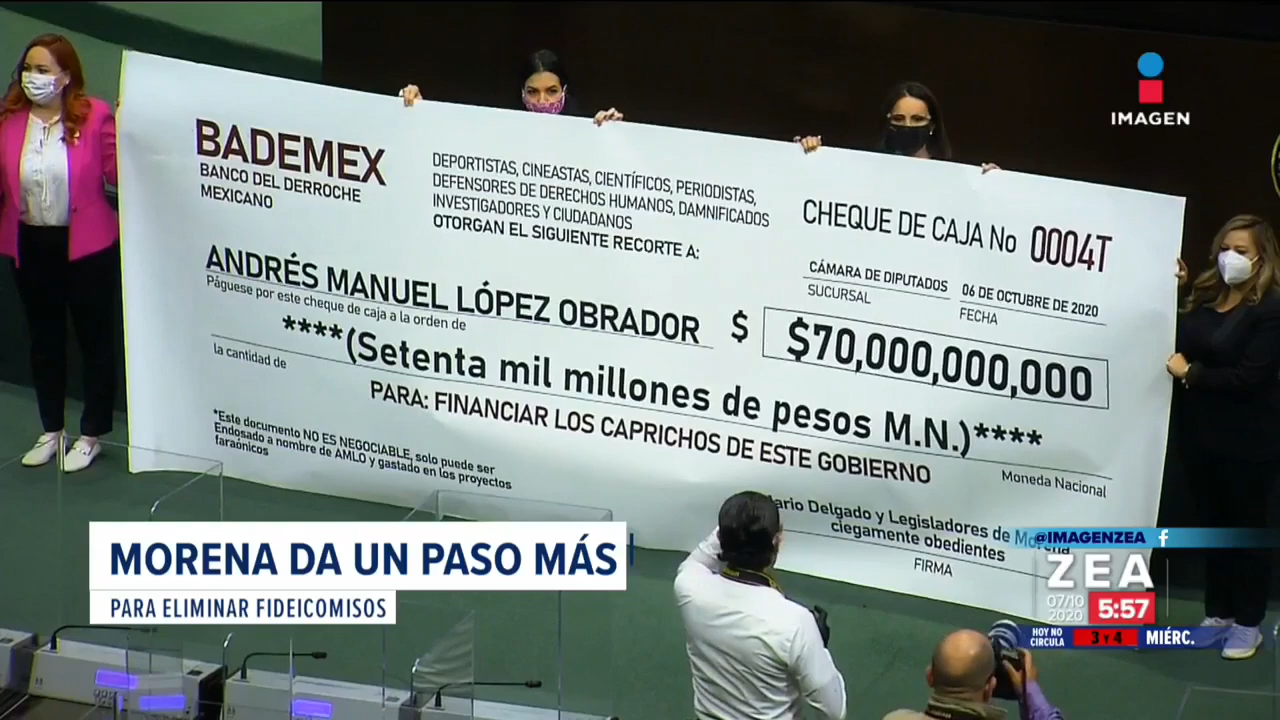 IMAGEN
BADEMEX
BANCO DEL DERROCHE
MEXICANO
DEPORTISTAS, CINEASTAS, CIENTÍFICOS, PERIODISTAS,
DEFENSORES DE DERECHOS HUMANOS, DAMNIFICADOS
INVESTIGADORES Y CIUDADANOS
OTORGAN EL SIGUIENTE RECORTE A:
CHEQUE DE CAJA No 0004T
CÁMARA DE DIPUTADOS
SUCURSAL
06 DE OCTUBRE DE 2020
FECHA
ANDRÉS MANUEL LÓPEZ OBRADOR $ $70,000,000,000
Páguese por este cheque de caja a la orden de
****(Setenta mil millones de pesos M.N.)****
la cantidad de
PARA: FINANCIAR LOS CAPRICHOS DE ESTE GOBIERNO
Moneda Nacional
*Este documento NO ES NEGOCIABLE, solo puede ser
Endosado a nombre de AMLO y gastado en los proyectos
faraónicos
ario Delgado y Legisladores de Morena
ciegamente obedientes
FIRMA
MORENA DA UN PASO MÁS
PARA ELIMINAR FIDEICOMISOS
@IMAGENZEA f
ZEA
07/10
2020
5:57
HOY NO
CIRCULA
3 Y 4
MIÉRC.